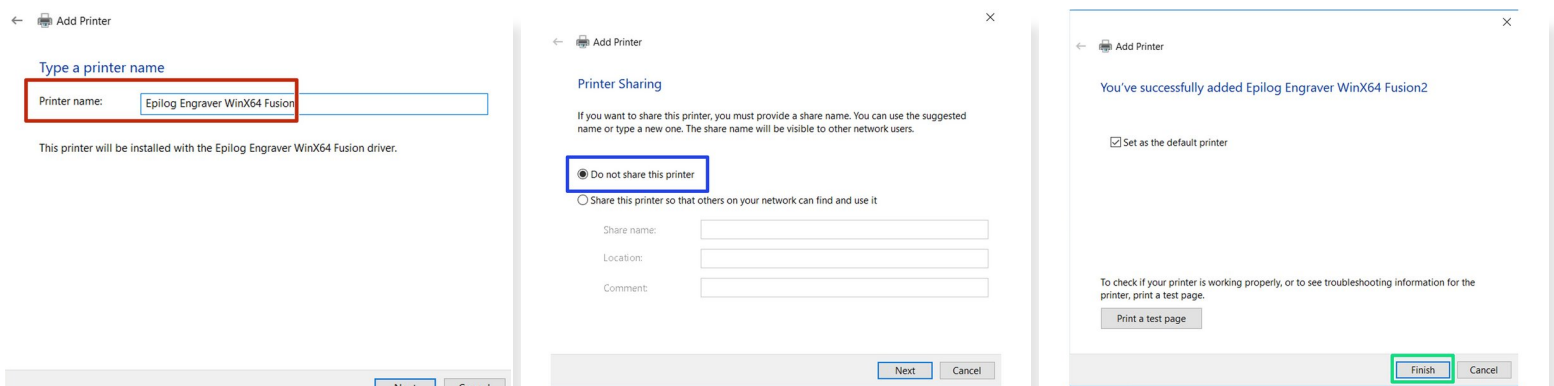 Add Printer
Type a printer name
Printer name:
Epilog Engraver WinX64 Fusion
This printer will be installed with the Epilog Engraver WinX64 Fusion driver.
Add Printer
Printer Sharing
If you want to share this printer, you must provide a share name. You can use the suggested
name or type a new one. The share name will be visible to other network users.
Do not share this printer
Share this printer so that others on your network can find and use it
Share name:
Location:
Comment:
Next
Cancel
Add Printer
You've successfully added Epilog Engraver WinX64 Fusion2
Set as the default printer
To check if your printer is working properly, or to see troubleshooting information for the
printer, print a test page.
Print a test page
Finish
Cancel